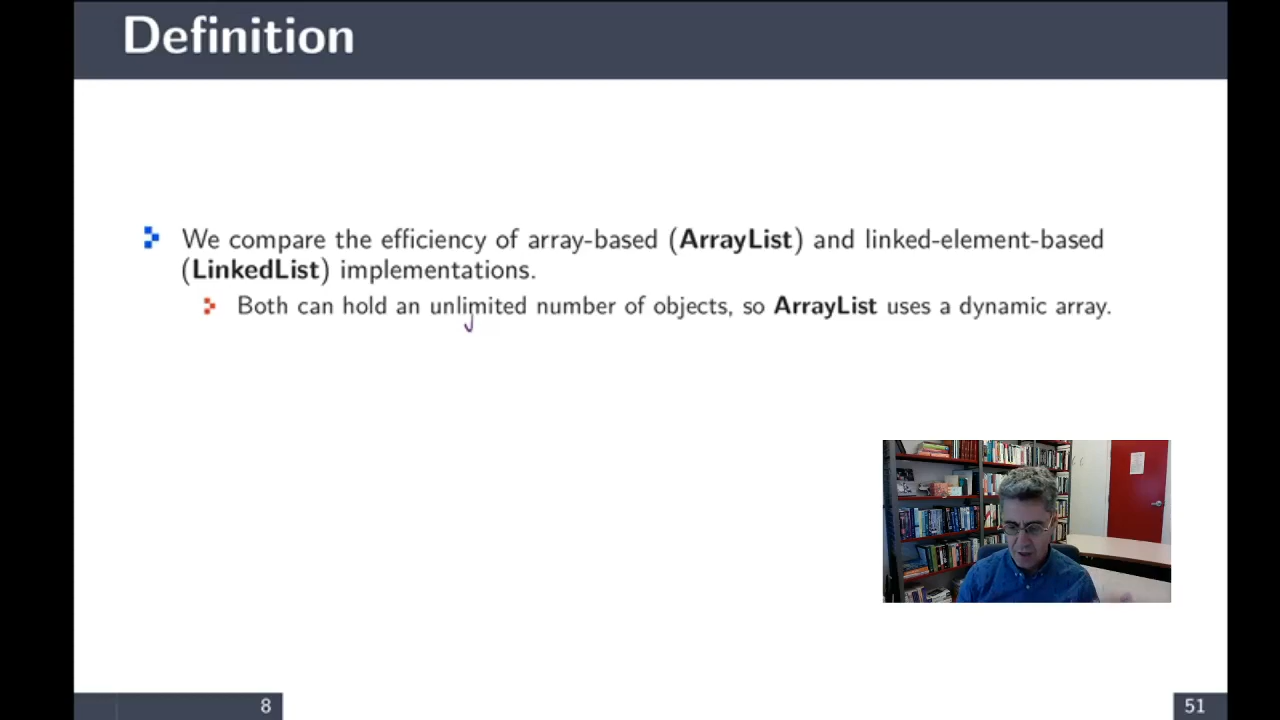 Definition
We compare the efficiency of array-based (ArrayList) and linked-element-based
(LinkedList) implementations.
Both can hold an unlimited number of objects, so ArrayList uses a dynamic array.
8
51